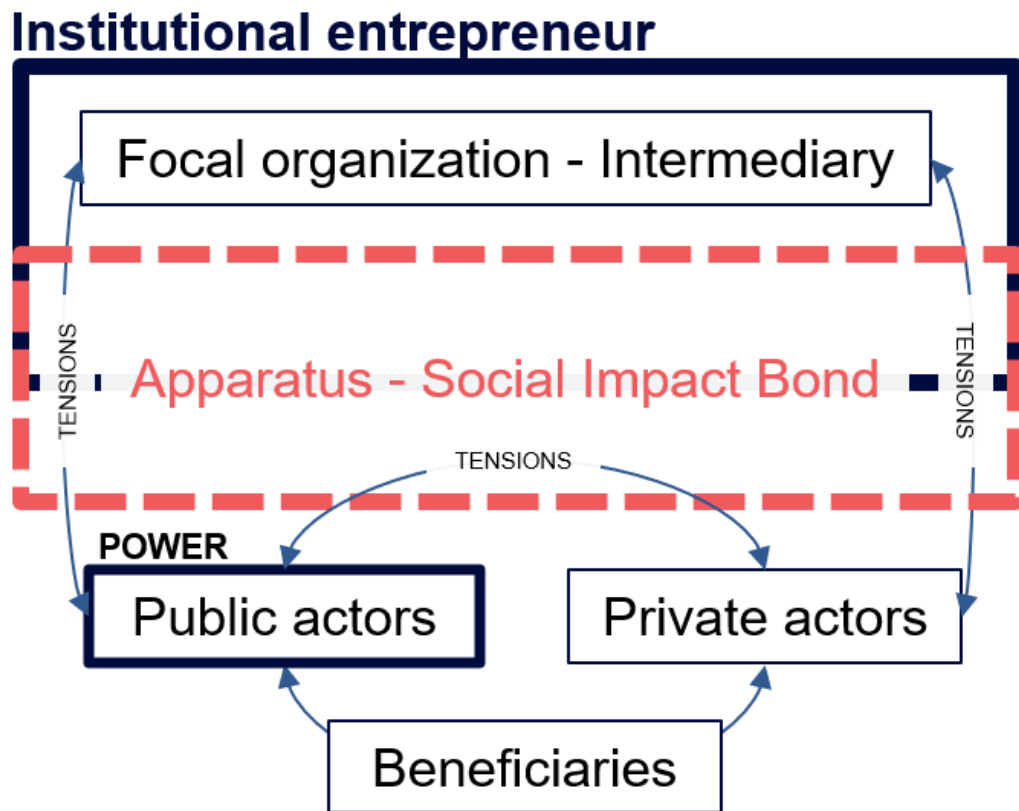 Institutional entrepreneur
Focal organization - Intermediary
TENSIONS
Apparatus - Social Impact Bond
TENSIONS
TENSIONS
POWER
Public actors
Private actors
Beneficiaries